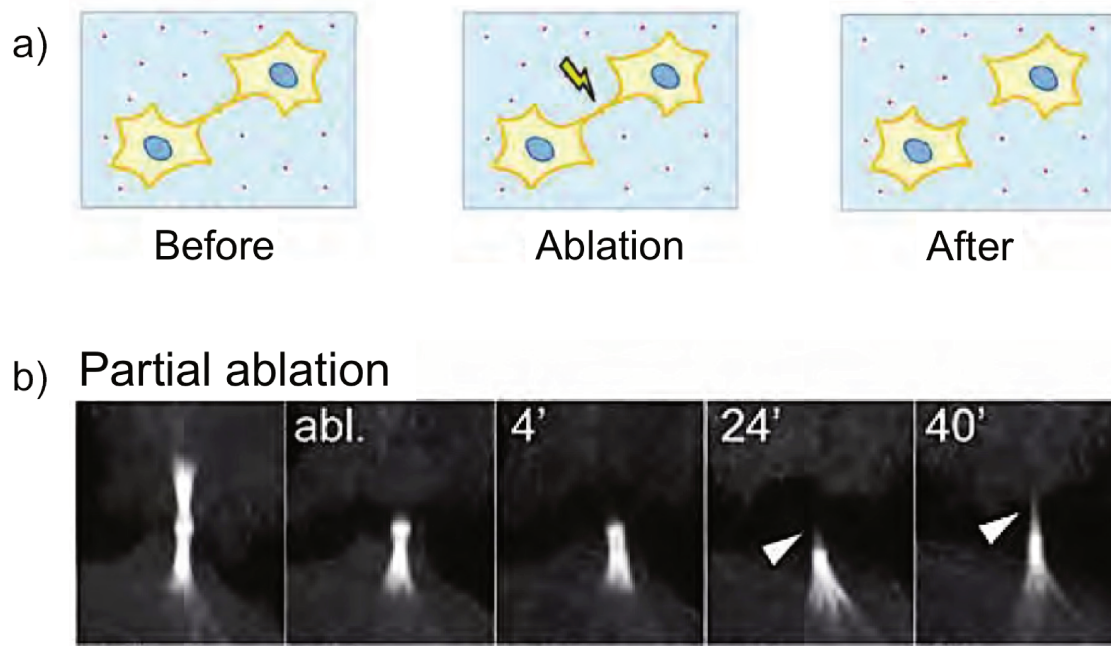 a)
Before Ablation After
b) Partial ablation
abl. 4’ 24’ 40’